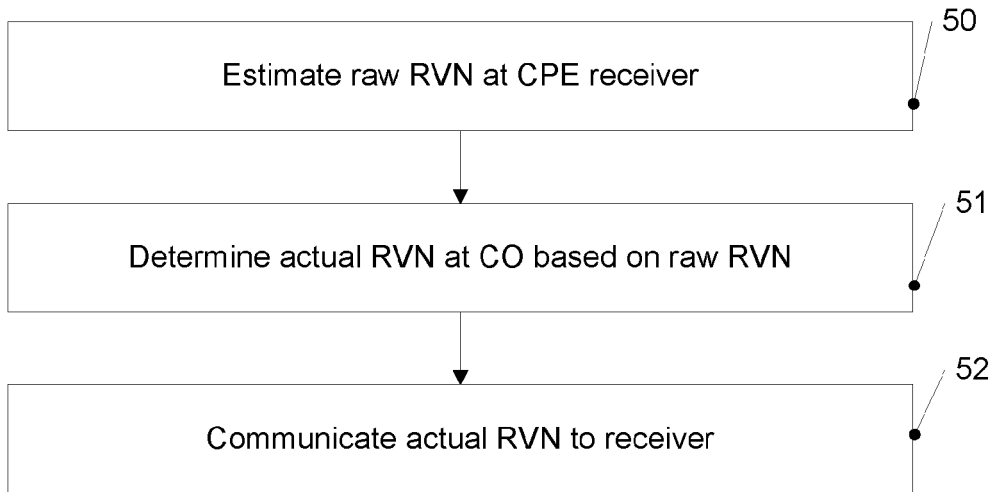 50
Estimate raw RVN at CPE receiver
51
Determine actual RVN at CO based on raw RVN
52
Communicate actual RVN to receiver